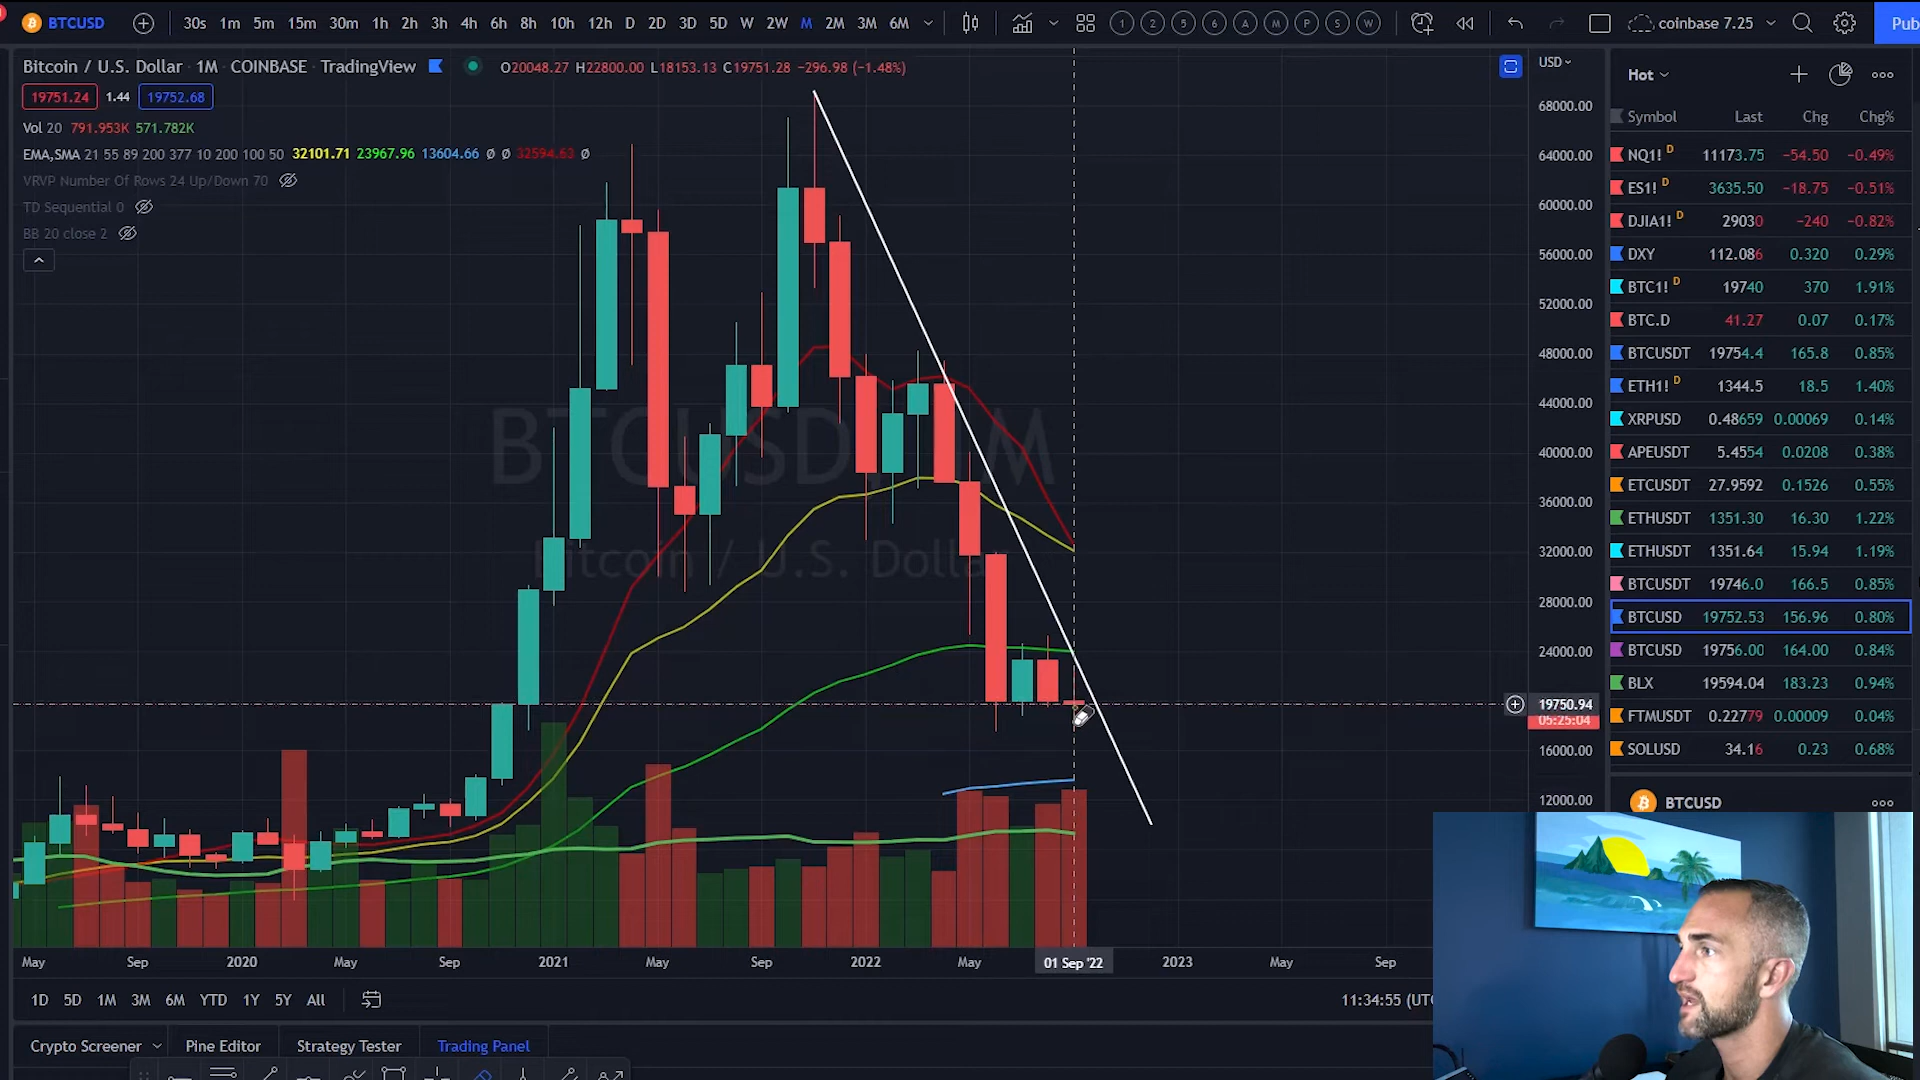 BTCUSD 30s 1m 5m 15m 30m 1h 2h 3h 4h 6h 8h 10h 12h D 2D 3D 5D W 2W M 2M 3M 6M 1 2 5 6 A M P S W coinbase 7.25 Pub
Bitcoin / U.S. Dollar · 1M · COINBASE · TradingView O20048.27 H22800.00 L18153.13 C19751.28 −296.98 (−1.48%)
19751.24 1.44 19752.68
Vol 20 791.953K 571.782K
EMA,SMA 21 55 89 200 377 10 200 100 50 32101.71 23967.96 13604.66 Ø Ø 32594.63 Ø
VRVP Number Of Rows 24 Up/Down 70
TD Sequential 0
BB 20 close 2
BTCUSD, 1M
Bitcoin / U.S. Dollar
USD
68000.00
64000.00
60000.00
56000.00
52000.00
48000.00
44000.00
40000.00
36000.00
32000.00
28000.00
24000.00
19750.94
05:25:04
16000.00
12000.00
May Sep 2020 May Sep 2021 May Sep 2022 May 01 Sep '22 2023 May Sep
1D 5D 1M 3M 6M YTD 1Y 5Y All 11:34:55 (UTC
Crypto Screener Pine Editor Strategy Tester Trading Panel
Hot
Symbol Last Chg Chg%
NQ1! D 11173.75 −54.50 −0.49%
ES1! D 3635.50 −18.75 −0.51%
DJIA1! D 29030 −240 −0.82%
DXY 112.086 0.320 0.29%
BTC1! D 19740 370 1.91%
BTC.D 41.27 0.07 0.17%
BTCUSDT 19754.4 165.8 0.85%
ETH1! D 1344.5 18.5 1.40%
XRPUSD 0.48659 0.00069 0.14%
APEUSDT 5.4554 0.0208 0.38%
ETCUSDT 27.9592 0.1526 0.55%
ETHUSDT 1351.30 16.30 1.22%
ETHUSDT 1351.64 15.94 1.19%
BTCUSDT 19746.0 166.5 0.85%
BTCUSD 19752.53 156.96 0.80%
BTCUSD 19756.00 164.00 0.84%
BLX 19594.04 183.23 0.94%
FTMUSDT 0.22779 0.00009 0.04%
SOLUSD 34.16 0.23 0.68%
BTCUSD